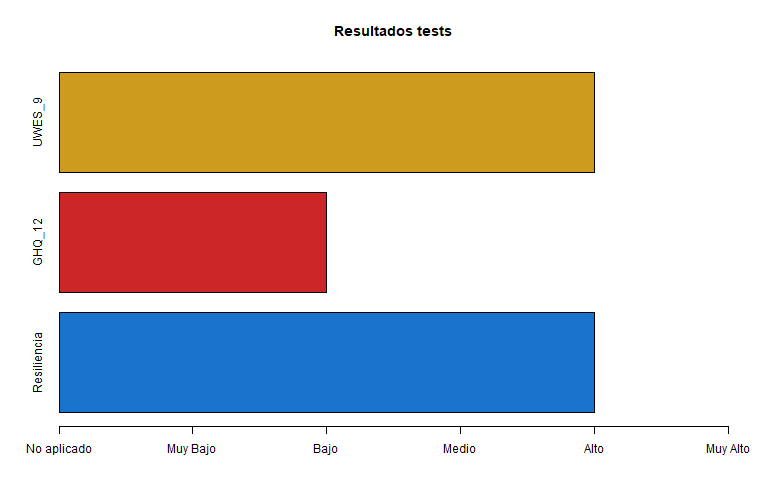 Resultados tests
UWES_9
GHQ_12
Resiliencia
No aplicado
Muy Bajo
Bajo
Medio
Alto
Muy Alto